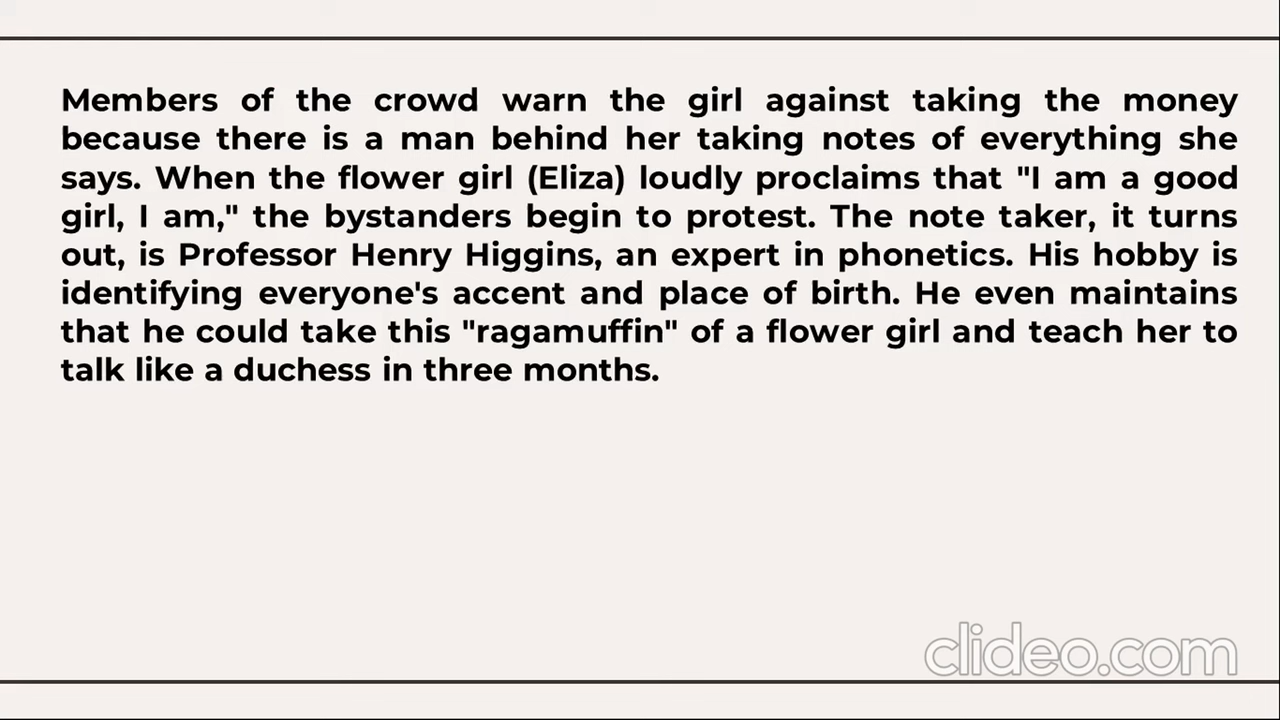 Members of the crowd warn the girl against taking the money
because there is a man behind her taking notes of everything she
says. When the flower girl (Eliza) loudly proclaims that "I am a good
girl, I am," the bystanders begin to protest. The note taker, it turns
out, is Professor Henry Higgins, an expert in phonetics. His hobby is
identifying everyone's accent and place of birth. He even maintains
that he could take this "ragamuffin" of a flower girl and teach her to
talk like a duchess in three months.
clideo.com